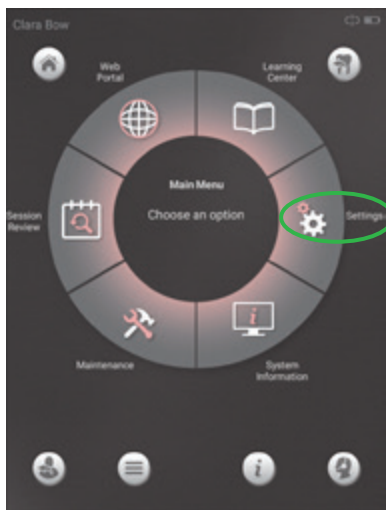 Clara Bow
Web
Portal
Learning
Center
Main Menu
Choose an option
Session
Review
Settings
Maintenance
System
Information